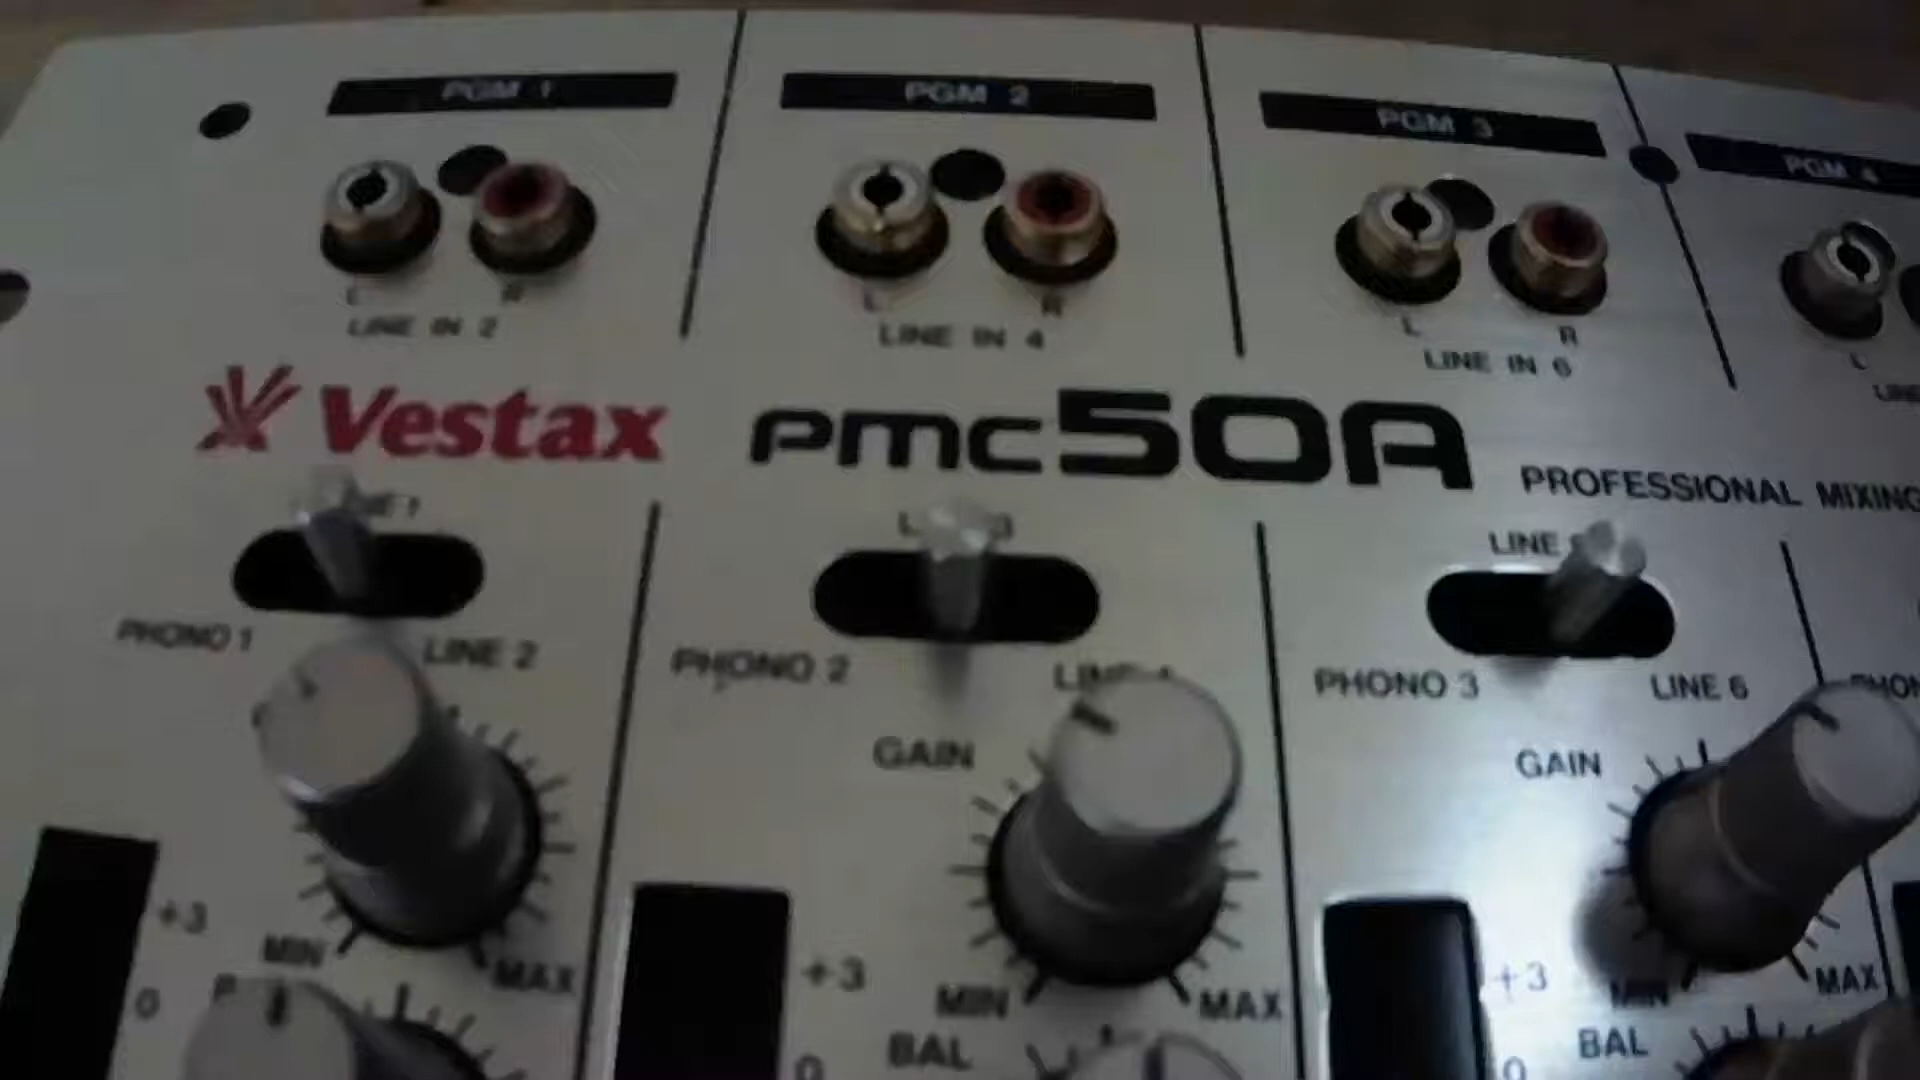 PGM 1
PGM 2
PGM 3
PGM 4
L R
L R
L R
L
LINE IN 2
LINE IN 4
LINE IN 6
Vestax
PMC50A
PROFESSIONAL MIXING
LINE
PHONO 1
LINE 2
PHONO 2
PHONO 3
LINE 6
GAIN
GAIN
+3
MIN
MAX
+3
MIN
MAX
+3
MIN
MAX
0
P
0
BAL
0
BAL